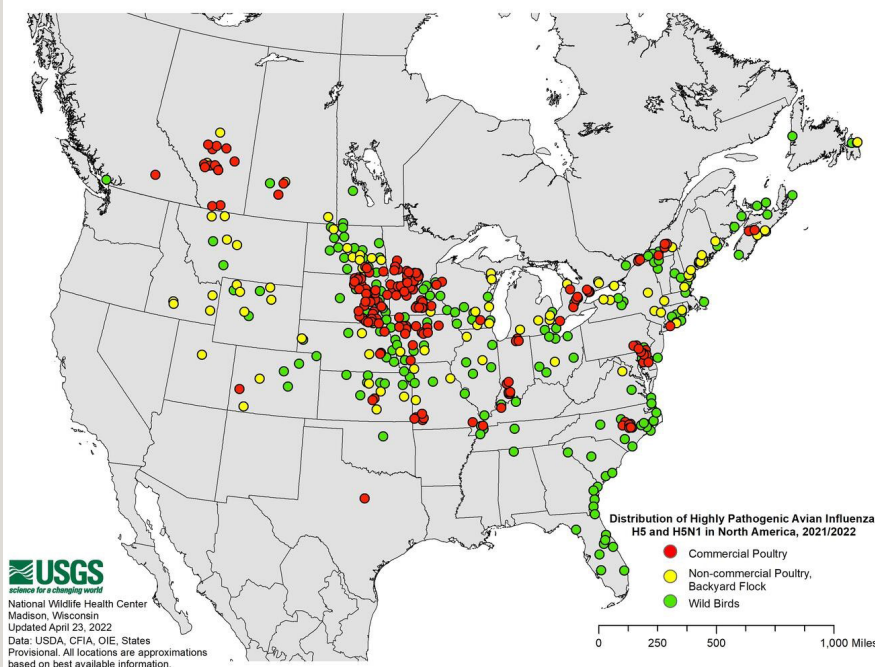 Distribution of Highly Pathogenic Avian Influenza
H5 and H5N1 in North America, 2021/2022
Commercial Poultry
Non-commercial Poultry,
Backyard Flock
Wild Birds
0 250 500 1,000 Miles
USGS
science for a changing world
National Wildlife Health Center
Madison, Wisconsin
Updated April 23, 2022
Data: USDA, CFIA, OIE, States
Provisional. All locations are approximations
based on best available information.